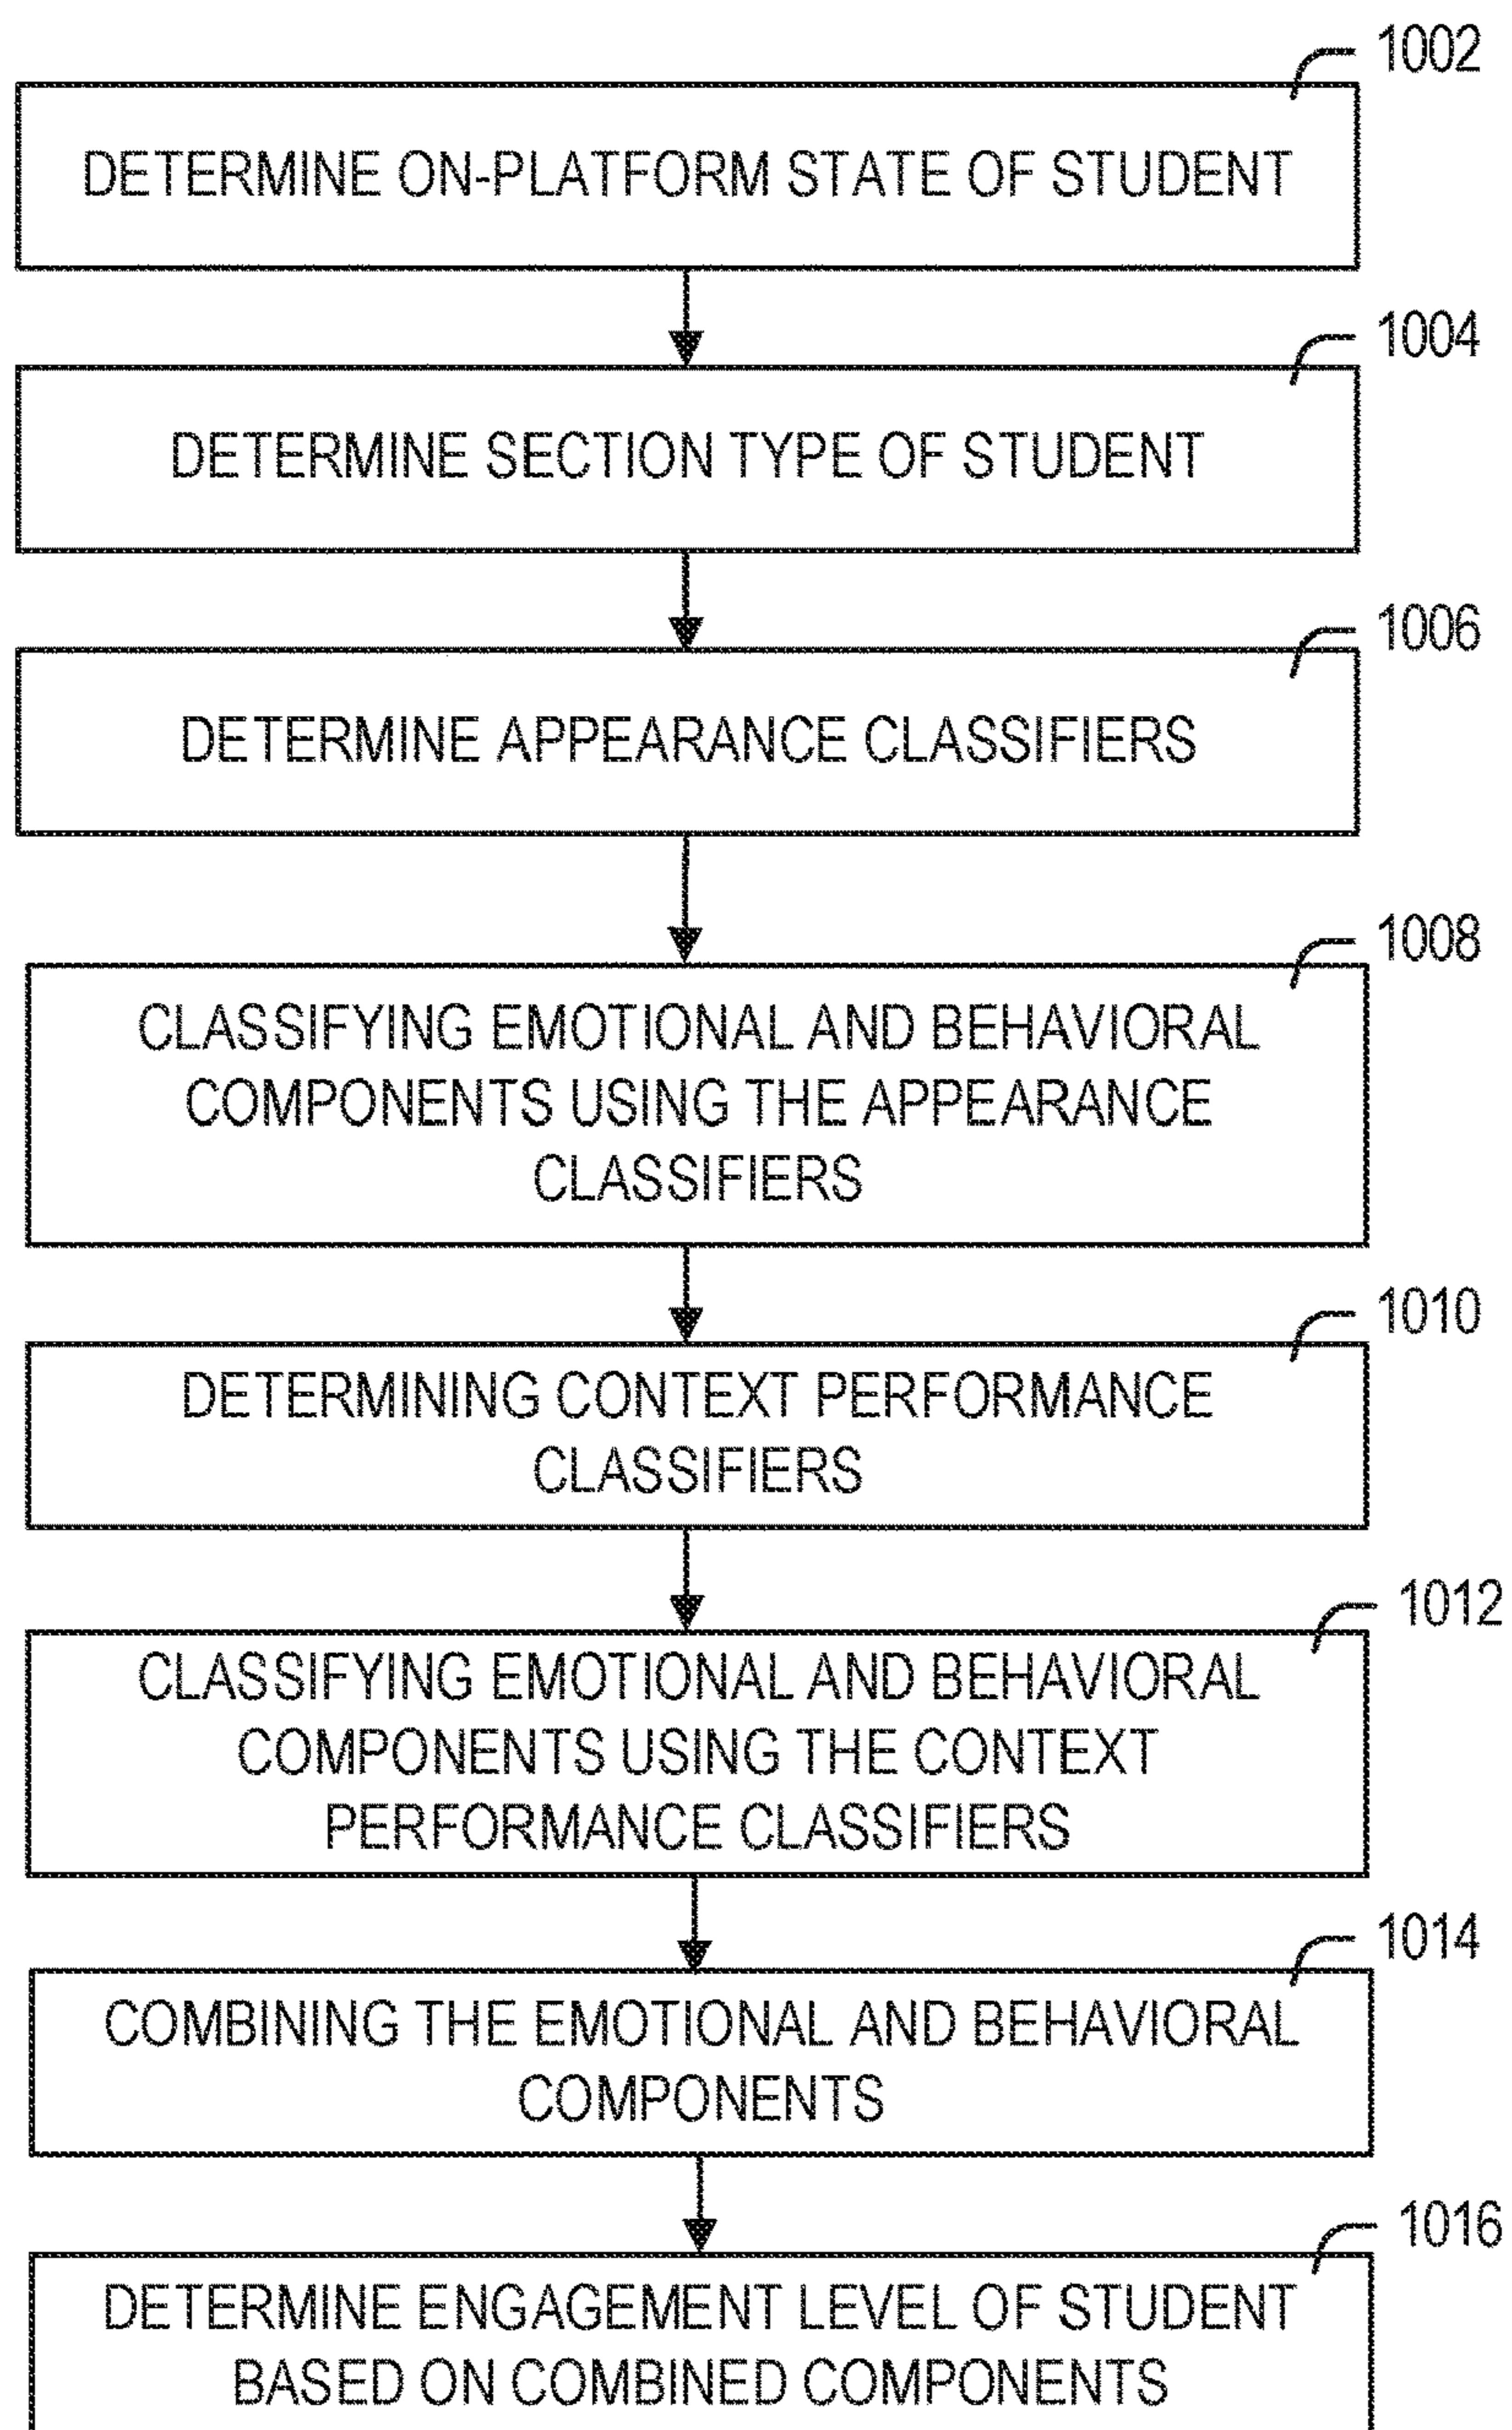 1002
DETERMINE ON-PLATFORM STATE OF STUDENT
1004
DETERMINE SECTION TYPE OF STUDENT
1006
DETERMINE APPEARANCE CLASSIFIERS
1008
CLASSIFYING EMOTIONAL AND BEHAVIORAL
COMPONENTS USING THE APPEARANCE
CLASSIFIERS
1010
DETERMINING CONTEXT PERFORMANCE
CLASSIFIERS
1012
CLASSIFYING EMOTIONAL AND BEHAVIORAL
COMPONENTS USING THE CONTEXT
PERFORMANCE CLASSIFIERS
1014
COMBINING THE EMOTIONAL AND BEHAVIORAL
COMPONENTS
1016
DETERMINE ENGAGEMENT LEVEL OF STUDENT
BASED ON COMBINED COMPONENTS